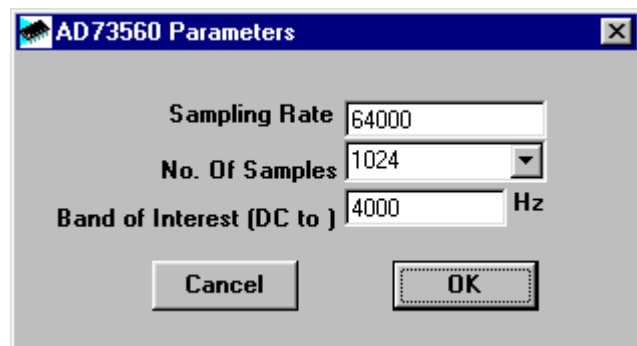 AD73560 Parameters
Sampling Rate 64000
No. Of Samples 1024
Band of Interest (DC to ) 4000 Hz
Cancel OK